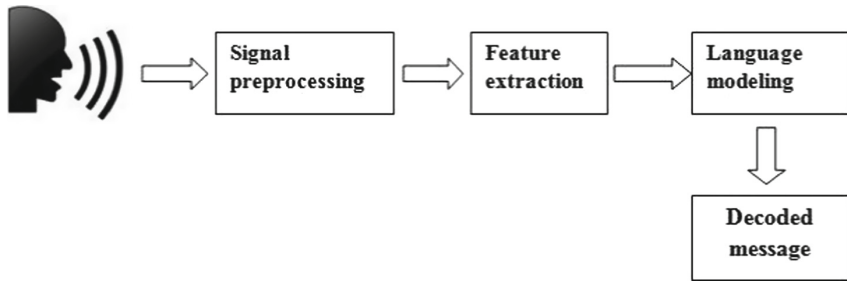 Signal
preprocessing
Feature
extraction
Language
modeling
Decoded
message